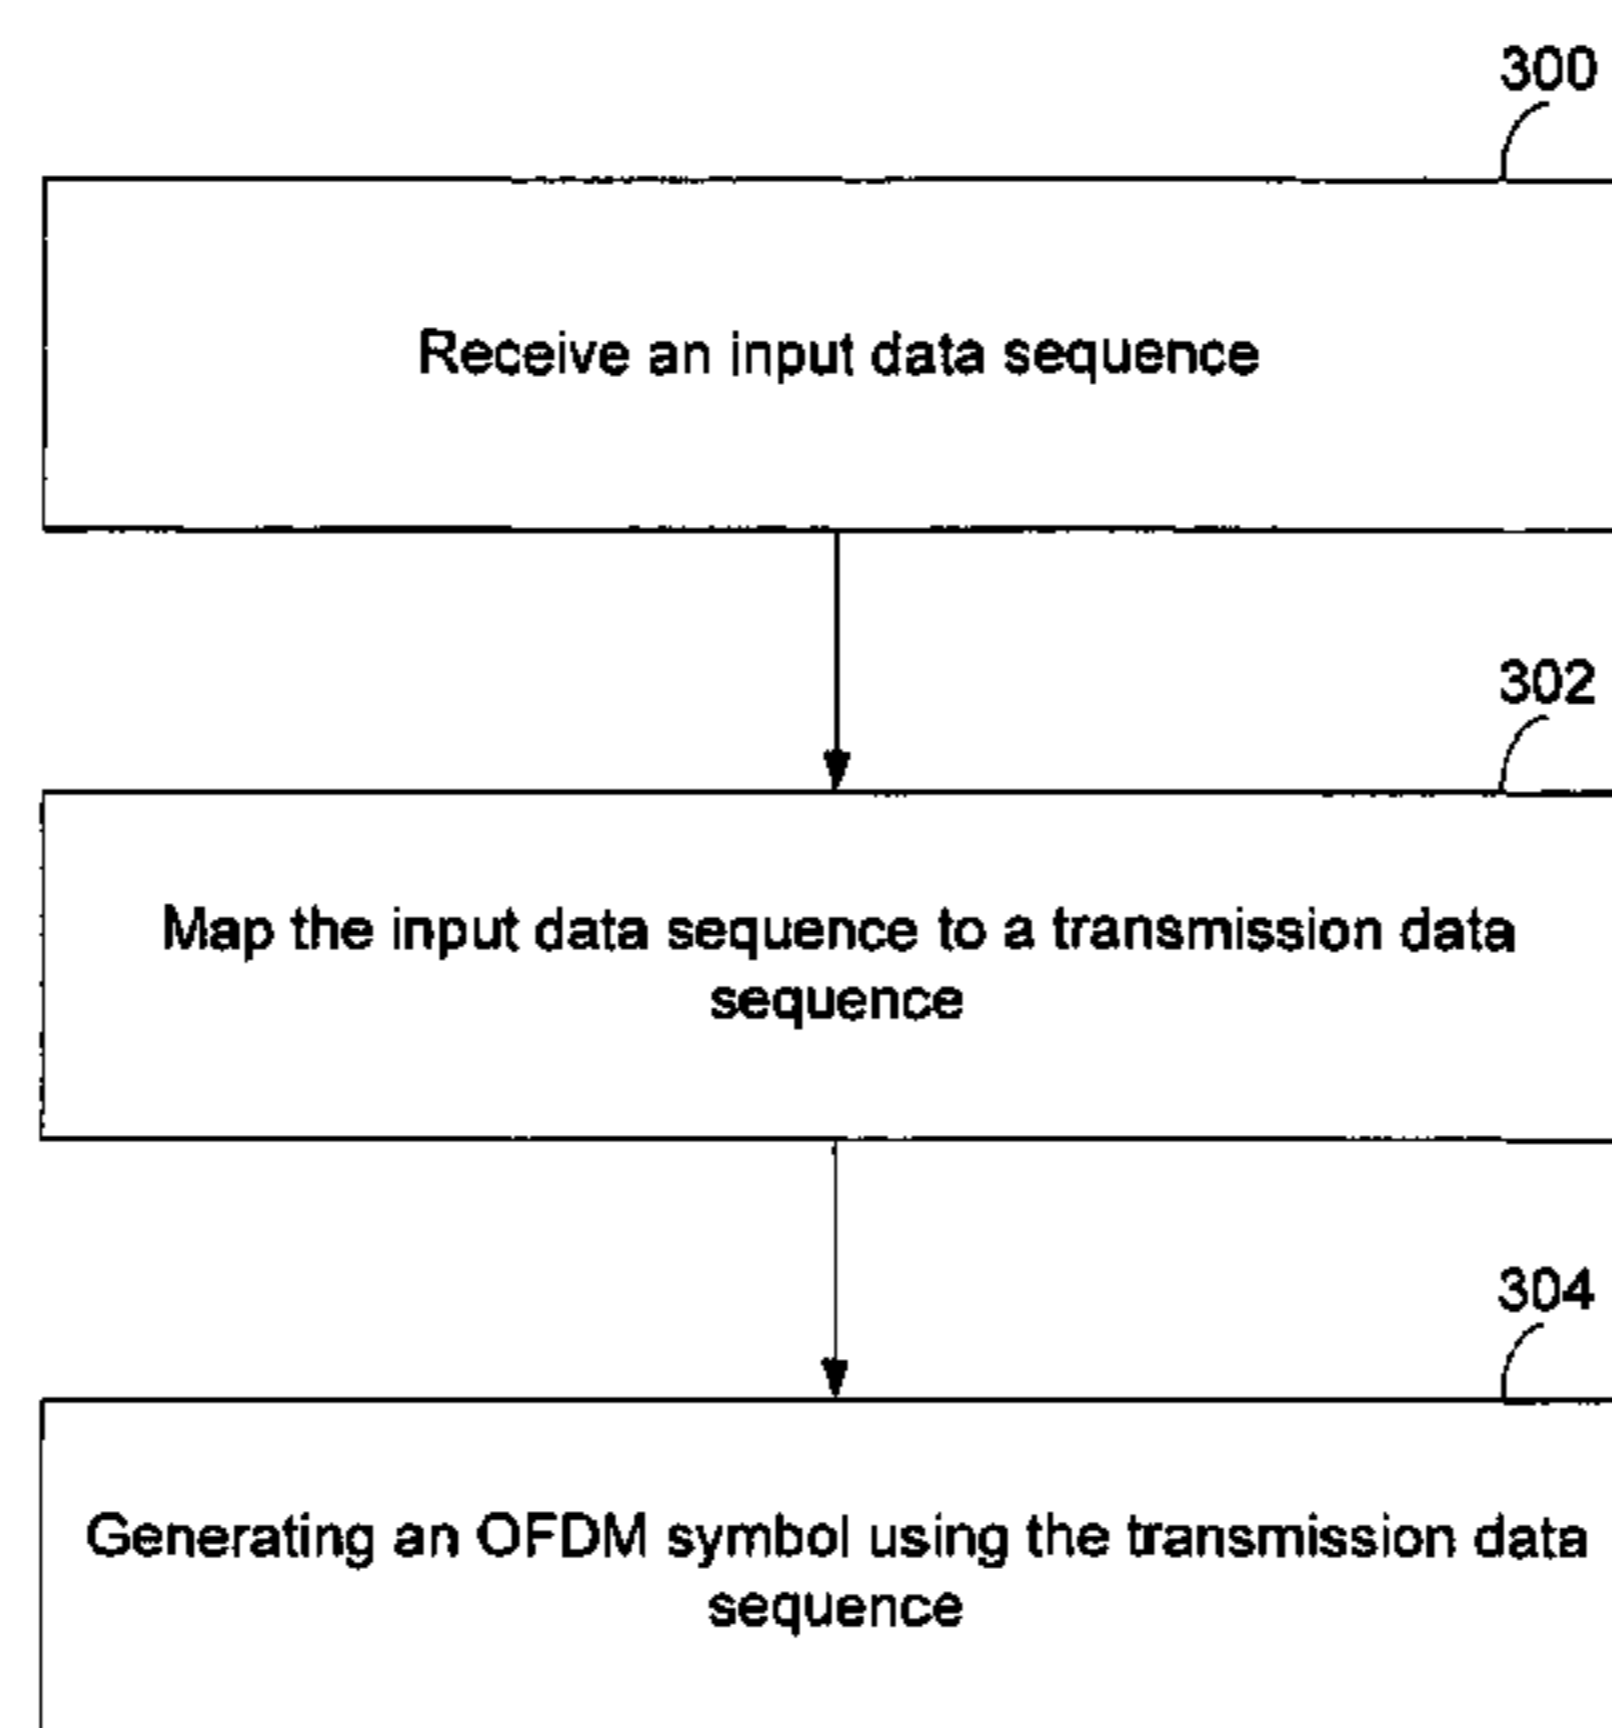 300
Receive an input data sequence
302
Map the input data sequence to a transmission data
sequence
304
Generating an OFDM symbol using the transmission data
sequence